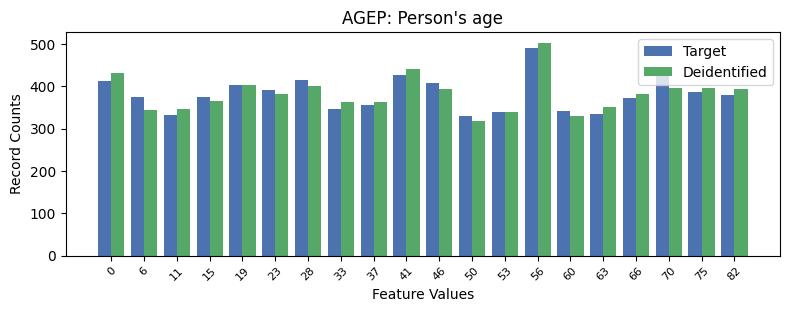 AGEP: Person's age
Record Counts
500
400
300
200
100
0
Target
Deidentified
0 6 11 15 19 23 28 33 37 41 46 50 53 56 60 63 66 70 75 82
Feature Values